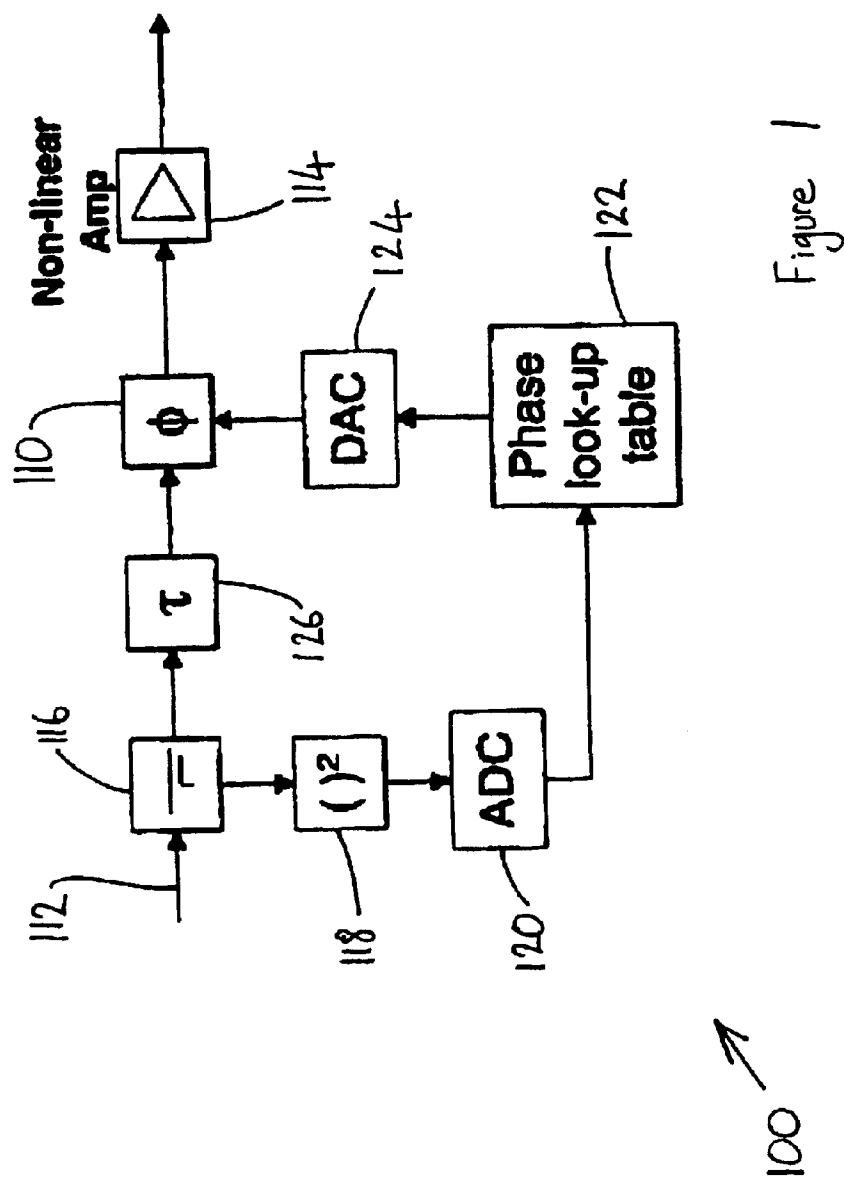 Non-linear
Amp
110
φ
114
116
τ
126
DAC
124
112
( )²
118
ADC
120
Phase
look-up
table
122
100
Figure 1